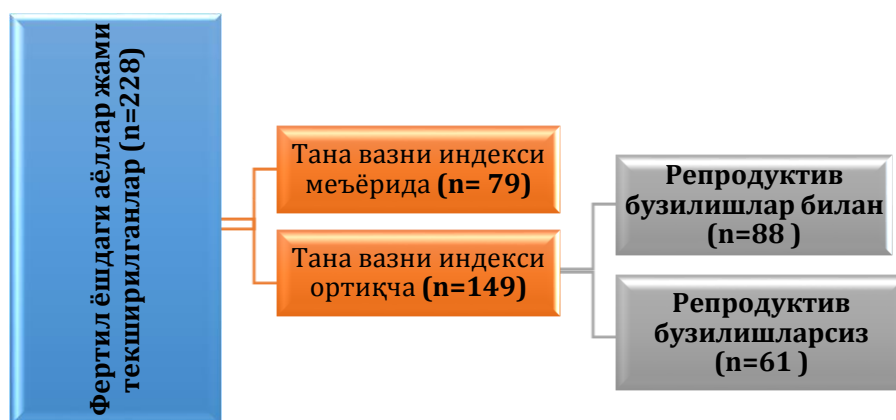 Фертил ёшдаги аёллар жами
текширилганлар (n=228)
Тана вазни индекси
меъёрида (n= 79)
Тана вазни индекси
ортиқча (n=149)
Репродуктив
бузилишлар билан
(n=88 )
Репродуктив
бузилишларсиз
(n=61 )